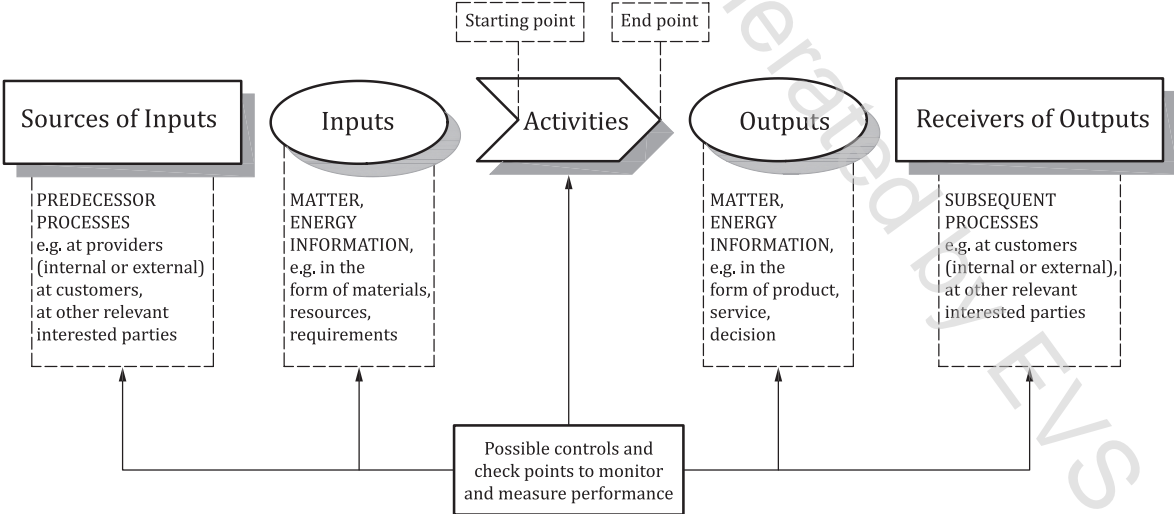 Starting point
End point
Sources of Inputs
Inputs
Activities
Outputs
Receivers of Outputs
PREDECESSOR
PROCESSES
e.g. at providers
(internal or external)
at customers,
at other relevant
interested parties
MATTER,
ENERGY
INFORMATION,
e.g. in the
form of materials,
resources,
requirements
MATTER,
ENERGY
INFORMATION,
e.g. in the
form of product,
service,
decision
SUBSEQUENT
PROCESSES
e.g. at customers
(internal or external),
at other relevant
interested parties
Possible controls and
check points to monitor
and measure performance
by EVS